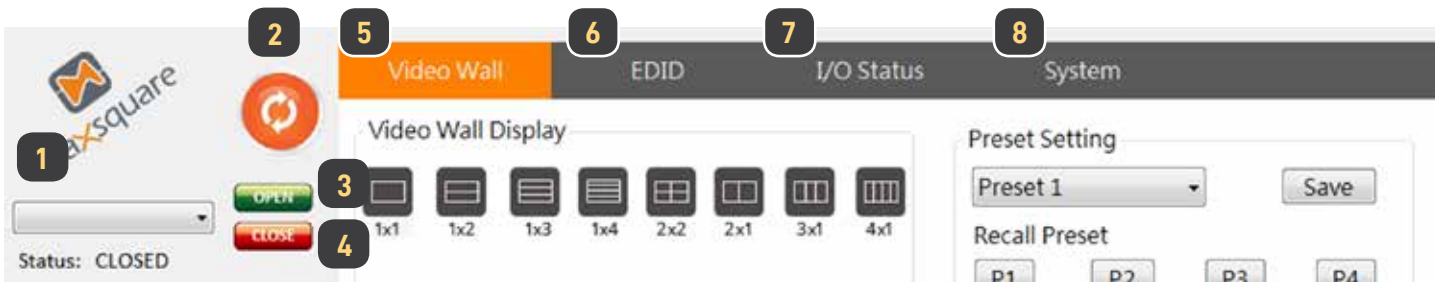 2 5 6 7 8
axsquare
Video Wall EDID I/O Status System
1
Video Wall Display
Preset Setting
OPEN
3
Preset 1
Save
CLOSE
4
1x1 1x2 1x3 1x4 2x2 2x1 3x1 4x1
Recall Preset
Status: CLOSED
P1 P2 P3 P4